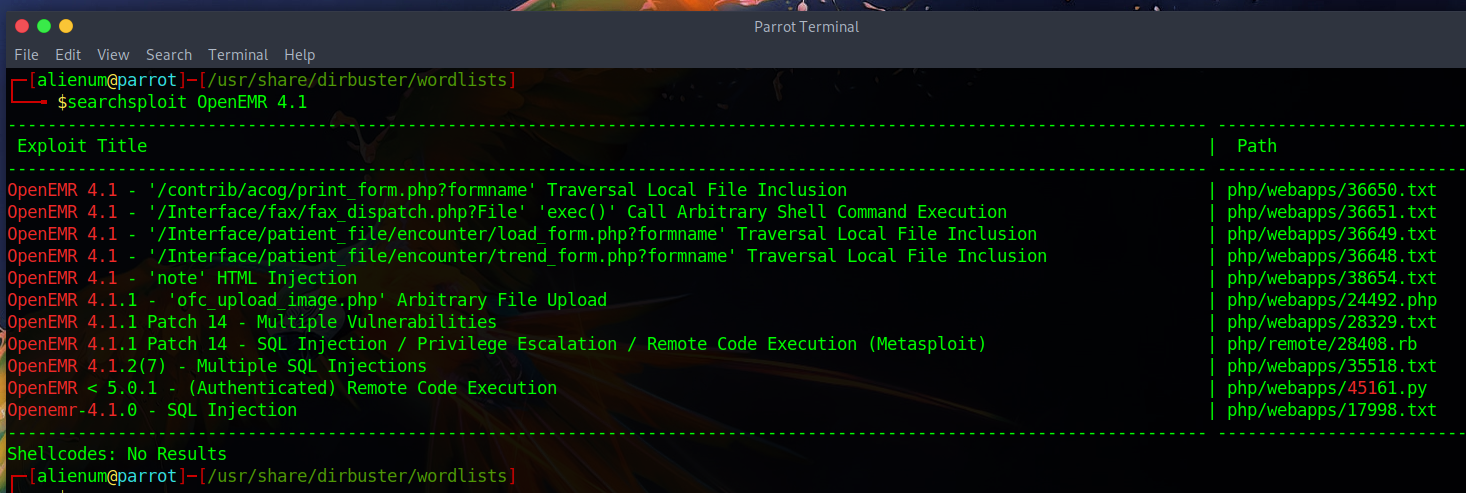 Parrot Terminal
File Edit View Search Terminal Help
┌─[alienum@parrot]─[/usr/share/dirbuster/wordlists]
└──╼ $searchsploit OpenEMR 4.1
Exploit Title | Path
OpenEMR 4.1 - '/contrib/acog/print_form.php?formname' Traversal Local File Inclusion | php/webapps/36650.txt
OpenEMR 4.1 - '/Interface/fax/fax_dispatch.php?File' 'exec()' Call Arbitrary Shell Command Execution | php/webapps/36651.txt
OpenEMR 4.1 - '/Interface/patient_file/encounter/load_form.php?formname' Traversal Local File Inclusion | php/webapps/36649.txt
OpenEMR 4.1 - '/Interface/patient_file/encounter/trend_form.php?formname' Traversal Local File Inclusion | php/webapps/36648.txt
OpenEMR 4.1 - 'note' HTML Injection | php/webapps/38654.txt
OpenEMR 4.1.1 - 'ofc_upload_image.php' Arbitrary File Upload | php/webapps/24492.php
OpenEMR 4.1.1 Patch 14 - Multiple Vulnerabilities | php/webapps/28329.txt
OpenEMR 4.1.1 Patch 14 - SQL Injection / Privilege Escalation / Remote Code Execution (Metasploit) | php/remote/28408.rb
OpenEMR 4.1.2(7) - Multiple SQL Injections | php/webapps/35518.txt
OpenEMR < 5.0.1 - (Authenticated) Remote Code Execution | php/webapps/45161.py
Openemr-4.1.0 - SQL Injection | php/webapps/17998.txt
Shellcodes: No Results
┌─[alienum@parrot]─[/usr/share/dirbuster/wordlists]